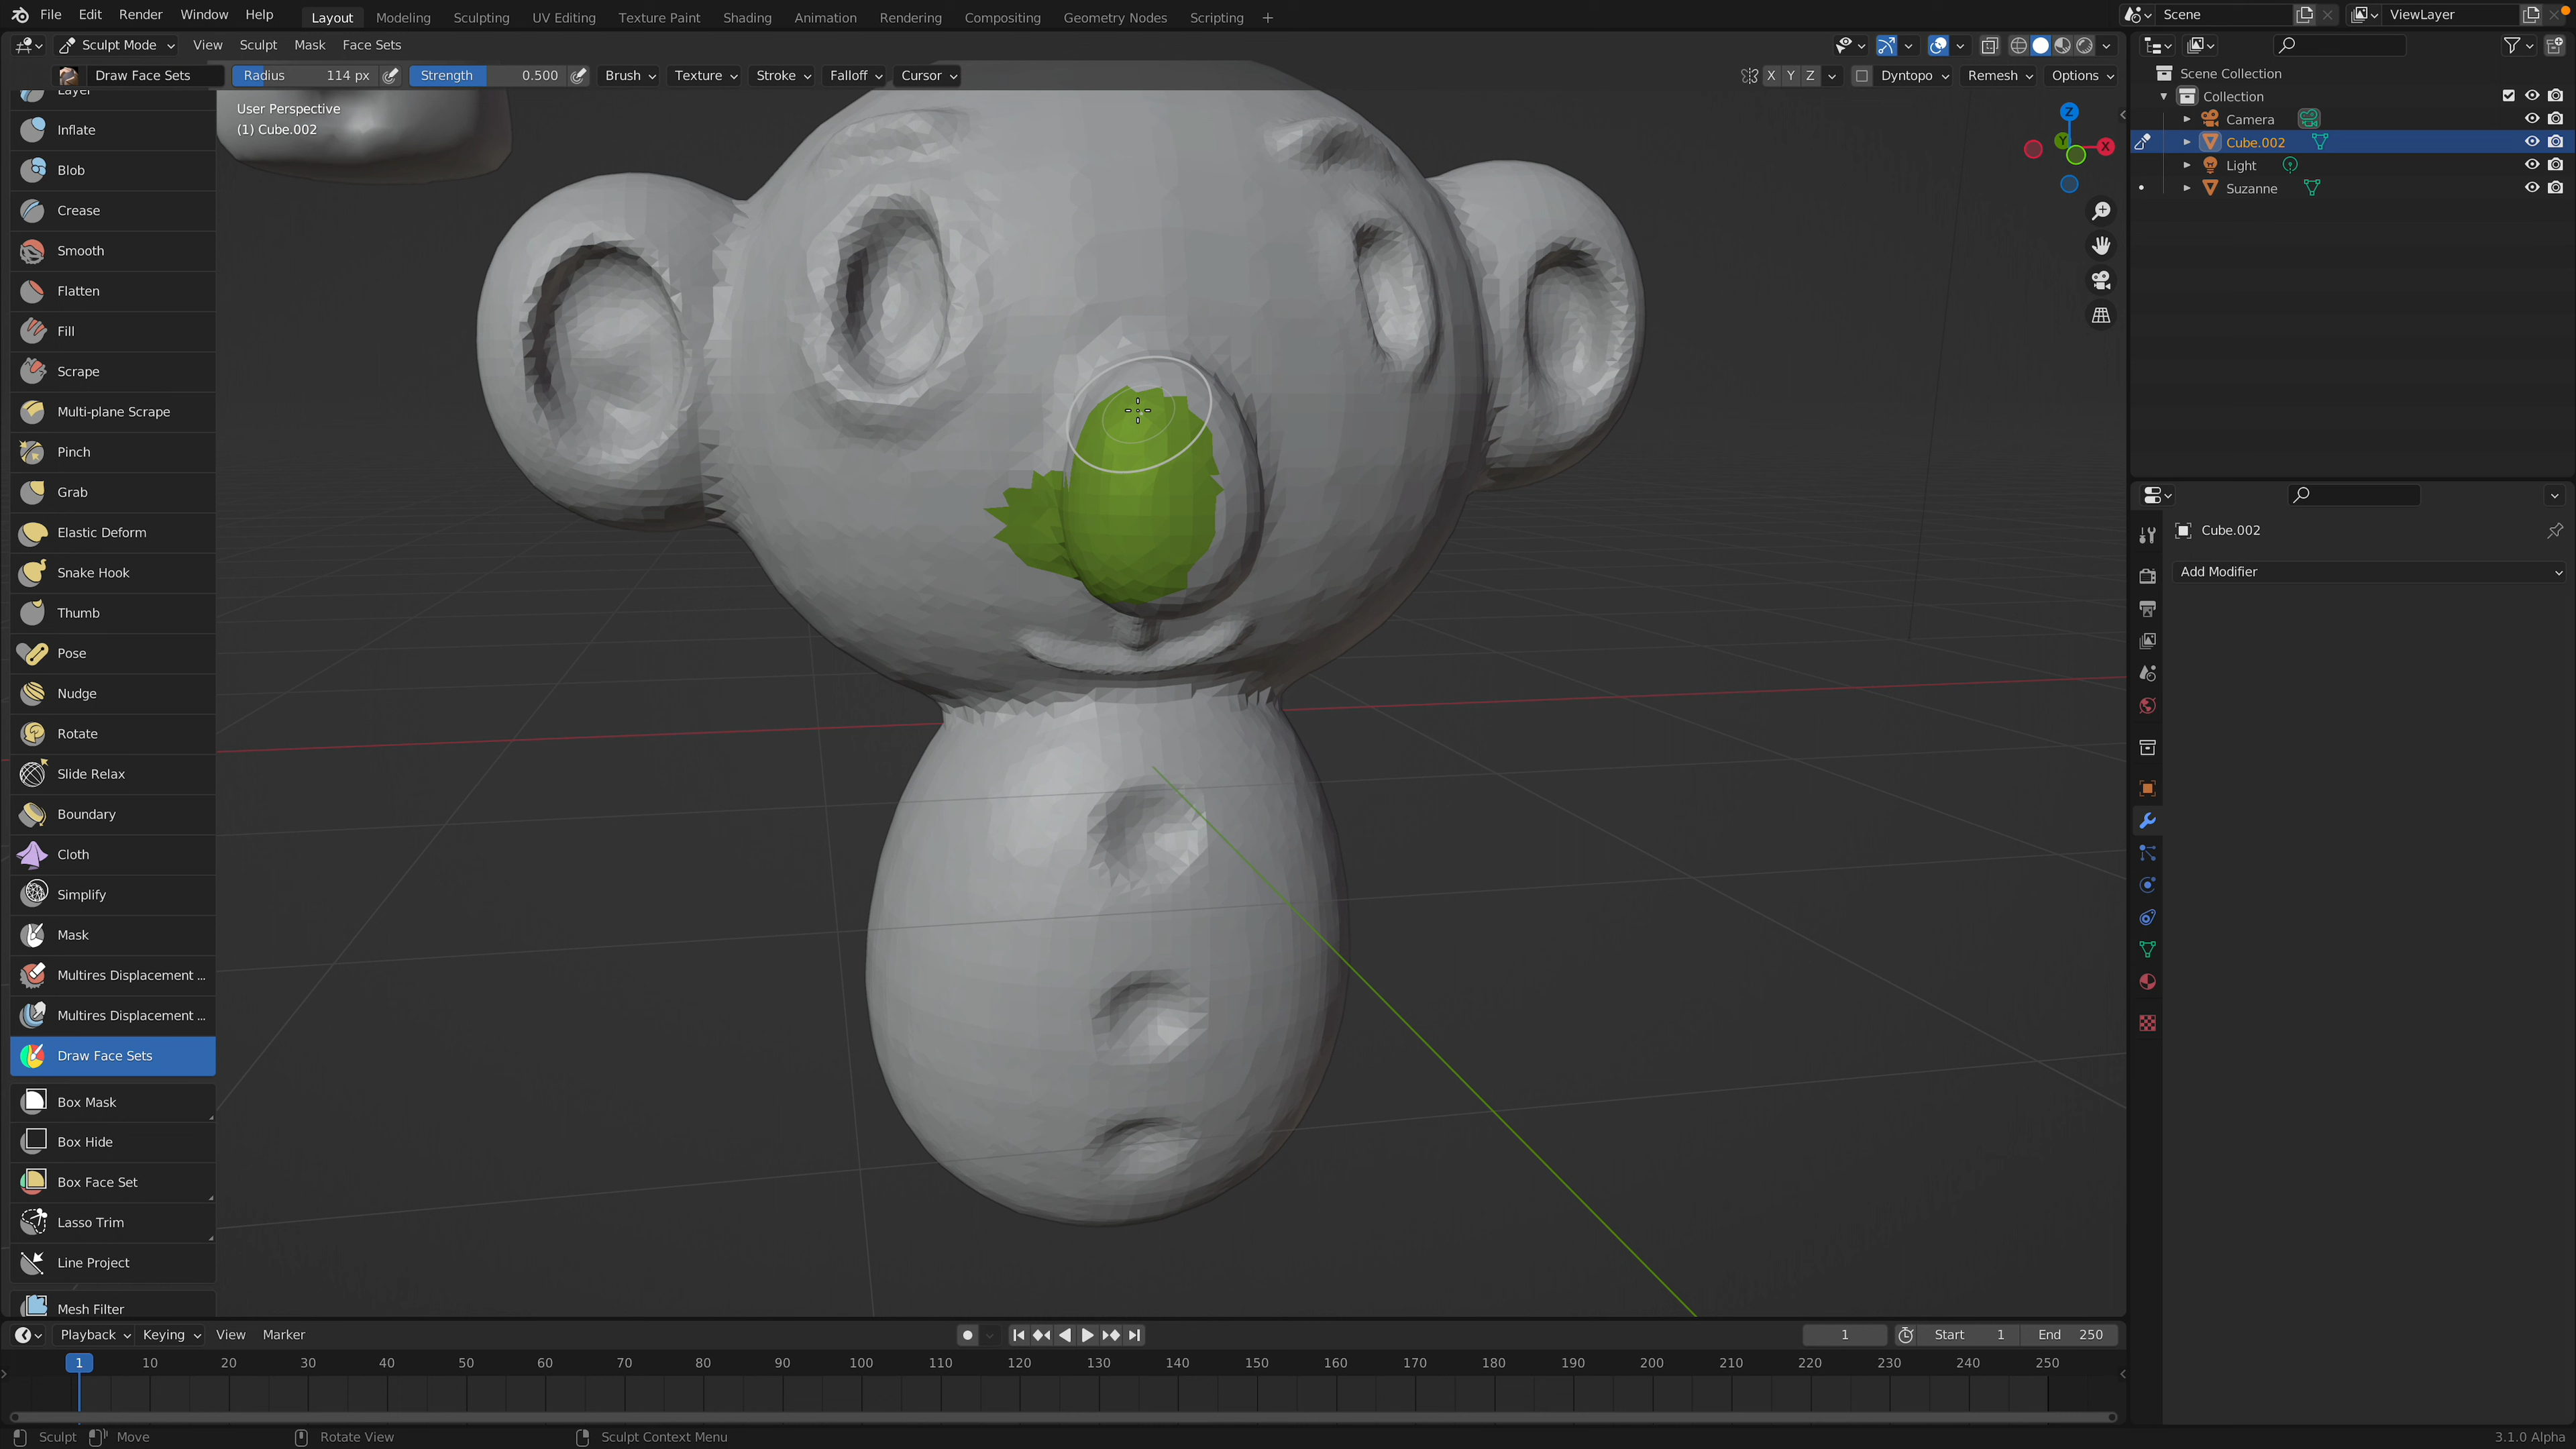 File Edit Render Window Help Layout Modeling Sculpting UV Editing Texture Paint Shading Animation Rendering Compositing Geometry Nodes Scripting + Scene ViewLayer
Sculpt Mode View Sculpt Mask Face Sets
Draw Face Sets Radius 114 px Strength 0.500 Brush Texture Stroke Falloff Cursor X Y Z Dyntopo Remesh Options
User Perspective
(1) Cube.002
Layer
Inflate
Blob
Crease
Smooth
Flatten
Fill
Scrape
Multi-plane Scrape
Pinch
Grab
Elastic Deform
Snake Hook
Thumb
Pose
Nudge
Rotate
Slide Relax
Boundary
Cloth
Simplify
Mask
Multires Displacement ...
Multires Displacement ...
Draw Face Sets
Box Mask
Box Hide
Box Face Set
Lasso Trim
Line Project
Mesh Filter
Z
Y
X
Scene Collection
Collection
Camera
Cube.002
Light
Suzanne
Cube.002
Add Modifier
Playback Keying View Marker 1 Start 1 End 250
1 10 20 30 40 50 60 70 80 90 100 110 120 130 140 150 160 170 180 190 200 210 220 230 240 250
Sculpt Move Rotate View Sculpt Context Menu 3.1.0 Alpha